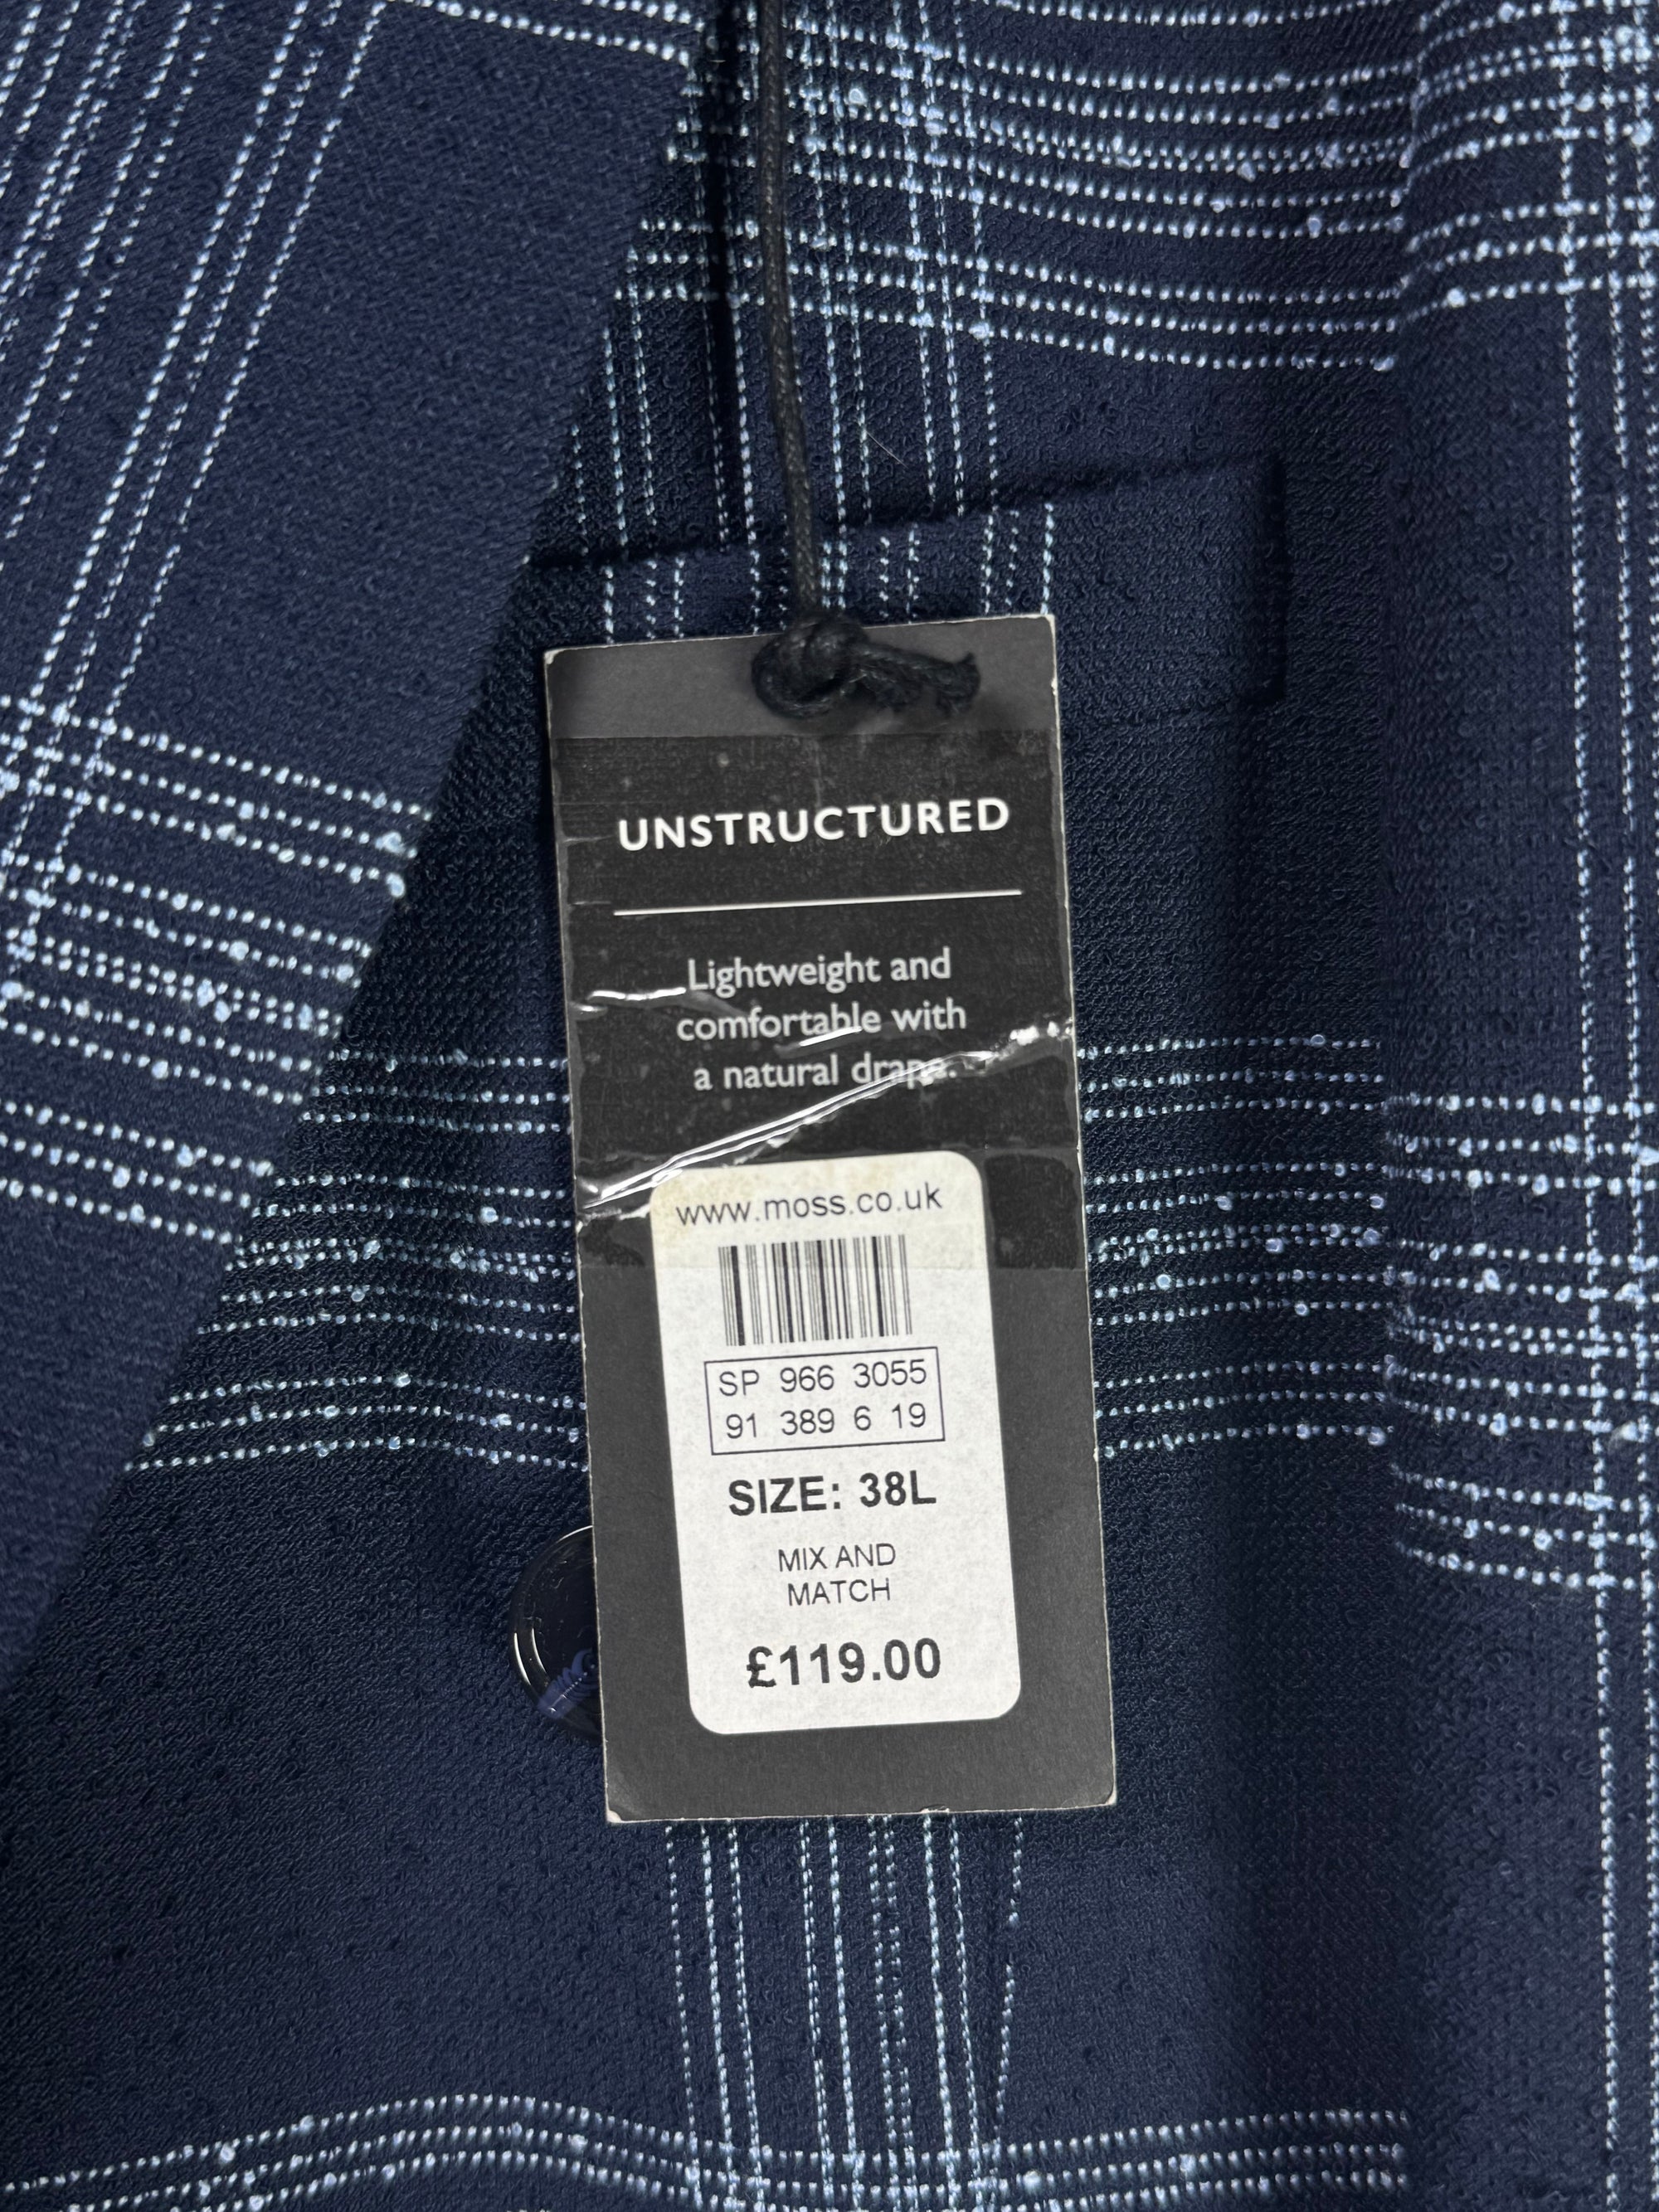 UNSTRUCTURED
Lightweight and
comfortable with
a natural drape.
www.moss.co.uk
SP 966 3055
91 389 6 19
SIZE: 38L
MIX AND
MATCH
£119.00